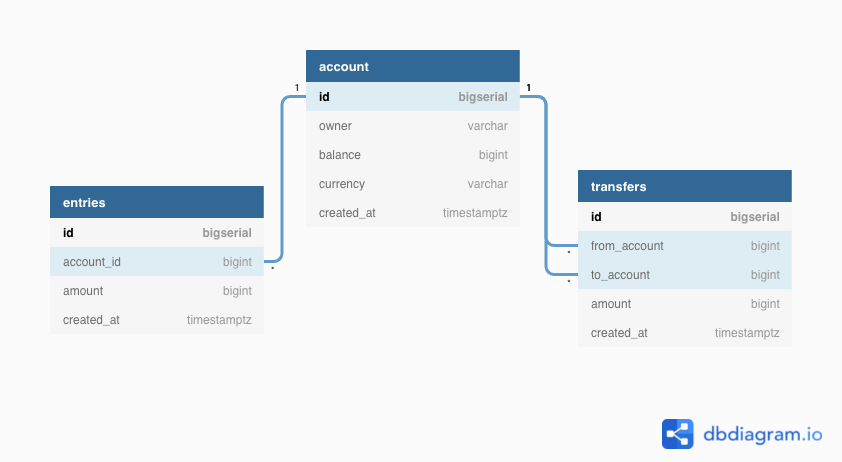 account
1
id bigserial
1
owner varchar
balance bigint
currency varchar
created_at timestamptz
entries
id bigserial
account_id bigint
*
amount bigint
created_at timestamptz
transfers
id bigserial
from_account bigint
*
to_account bigint
*
amount bigint
created_at timestamptz
dbdiagram.io